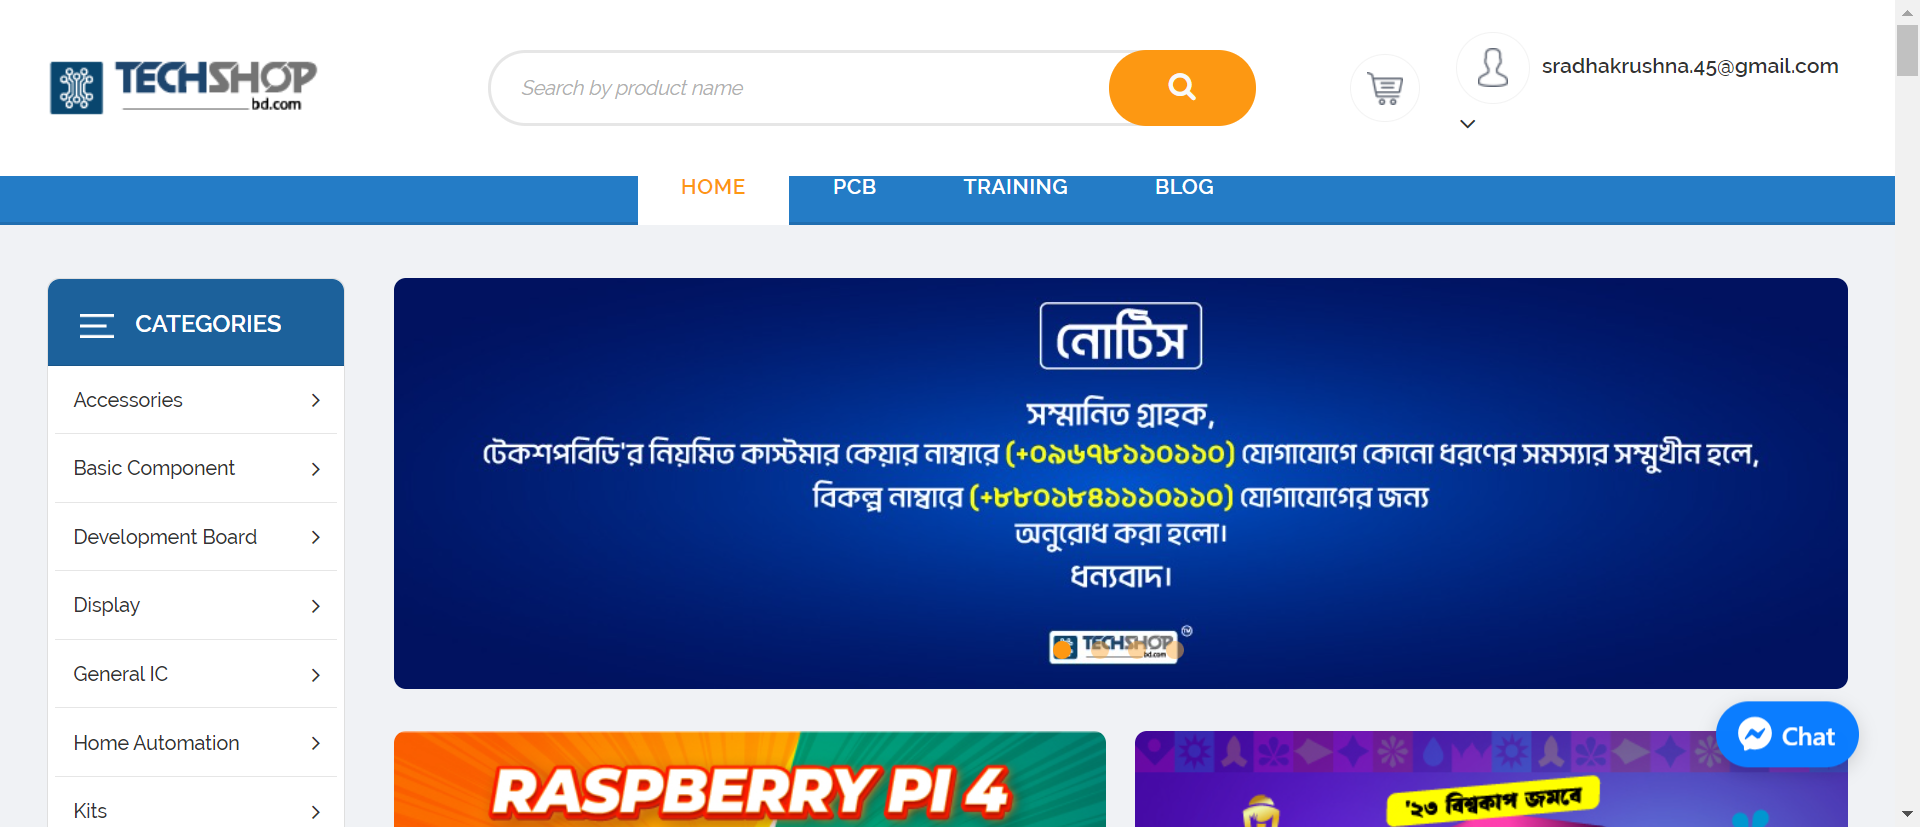 TECHSHOP
bd.com
Search by product name
sradhakrushna.45@gmail.com
HOME
PCB
TRAINING
BLOG
CATEGORIES
Accessories
Basic Component
Development Board
Display
General IC
Home Automation
Kits
নোটিস
সম্মানিত গ্রাহক,
টেকশপবিডি'র নিয়মিত কাস্টমার কেয়ার নাম্বারে (+০৯৬৭৮১১০১১০) যোগাযোগে কোনো ধরণের সমস্যার সম্মুখীন হলে,
বিকল্প নাম্বারে (+৮৮০১৮৪১১১০১১০) যোগাযোগের জন্য
অনুরোধ করা হলো।
ধন্যবাদ।
TECHSHOP TM
bd.com
RASPBERRY PI 4
'২৩ বিশ্বকাপ জমবে
Chat